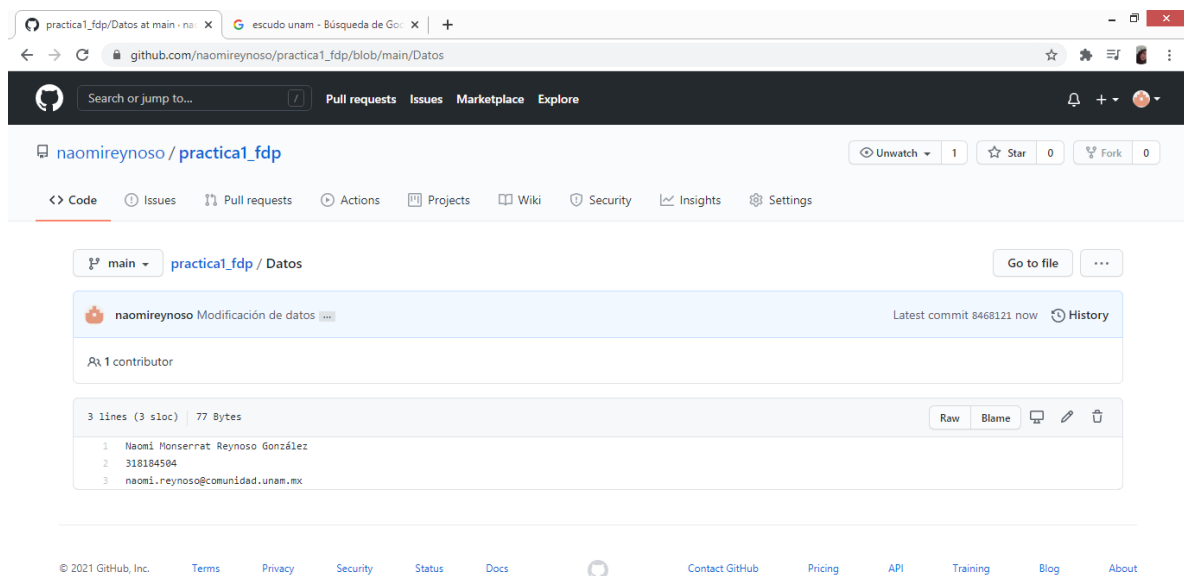 practica1_fdp/Datos at main · na
escudo unam - Búsqueda de Goo
github.com/naomireynoso/practica1_fdp/blob/main/Datos
Search or jump to... / Pull requests Issues Marketplace Explore
naomireynoso / practica1_fdp
Unwatch 1 Star 0 Fork 0
<> Code Issues Pull requests Actions Projects Wiki Security Insights Settings
main practica1_fdp / Datos Go to file ...
naomireynoso Modificación de datos ... Latest commit 8468121 now History
1 contributor
3 lines (3 sloc) 77 Bytes Raw Blame
1 Naomi Monserrat Reynoso González
2 318184504
3 naomi.reynoso@comunidad.unam.mx
© 2021 GitHub, Inc. Terms Privacy Security Status Docs Contact GitHub Pricing API Training Blog About